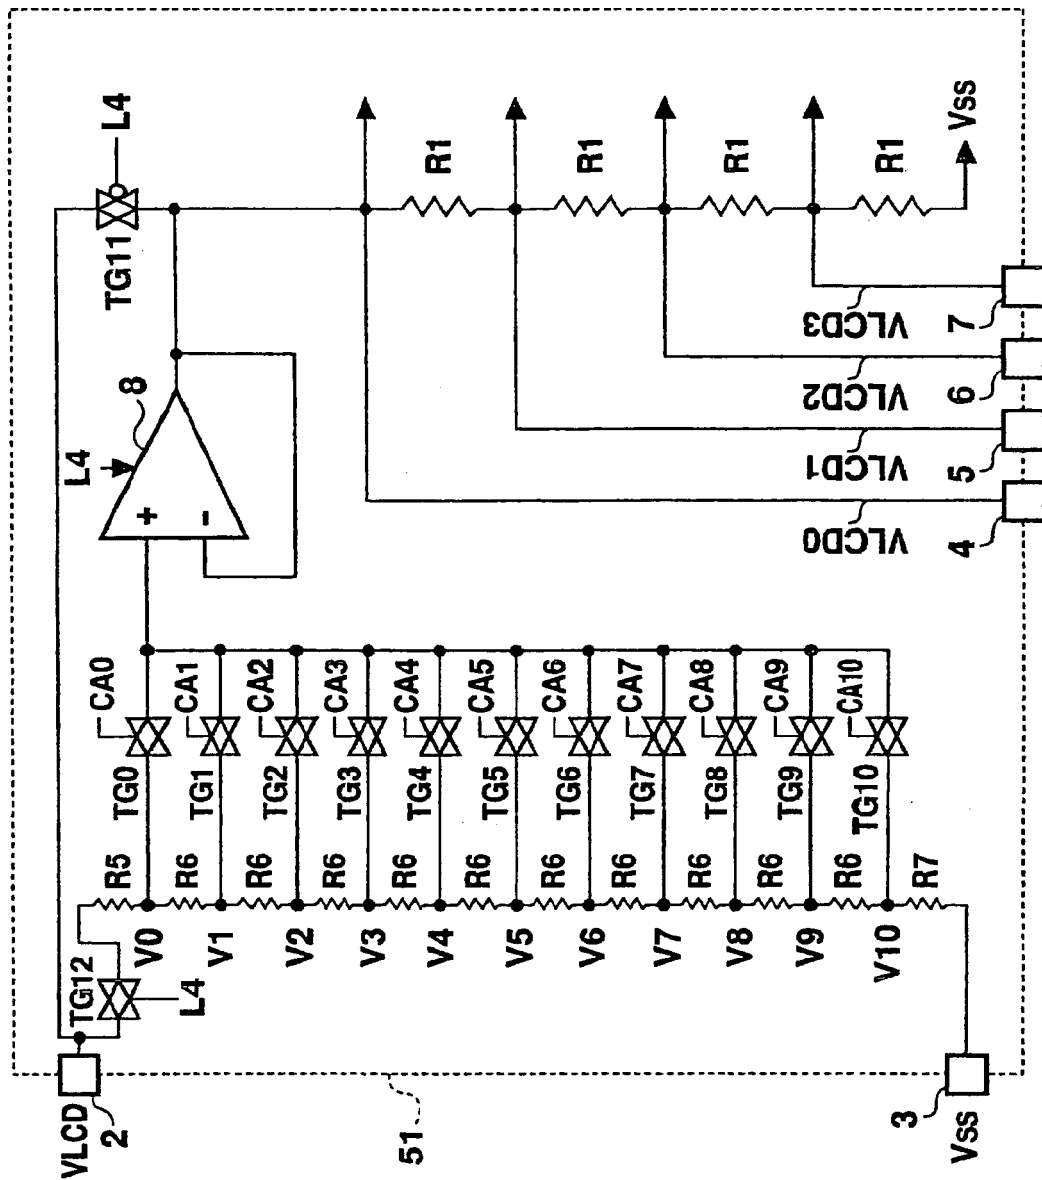 VLCD
2
TG12
L4
R5
V0
R6
V1
R6
V2
R6
V3
R6
V4
R6
V5
R6
V6
R6
V7
R6
V8
R6
V9
R6
V10
R7
Vss
3
51
TG0
CA0
TG1
CA1
TG2
CA2
TG3
CA3
TG4
CA4
TG5
CA5
TG6
CA6
TG7
CA7
TG8
CA8
TG9
CA9
TG10
CA10
L4
8
+
-
TG11
L4
R1
R1
R1
R1
Vss
VLCD0
VLCD1
VLCD2
VLCD3
4
5
6
7